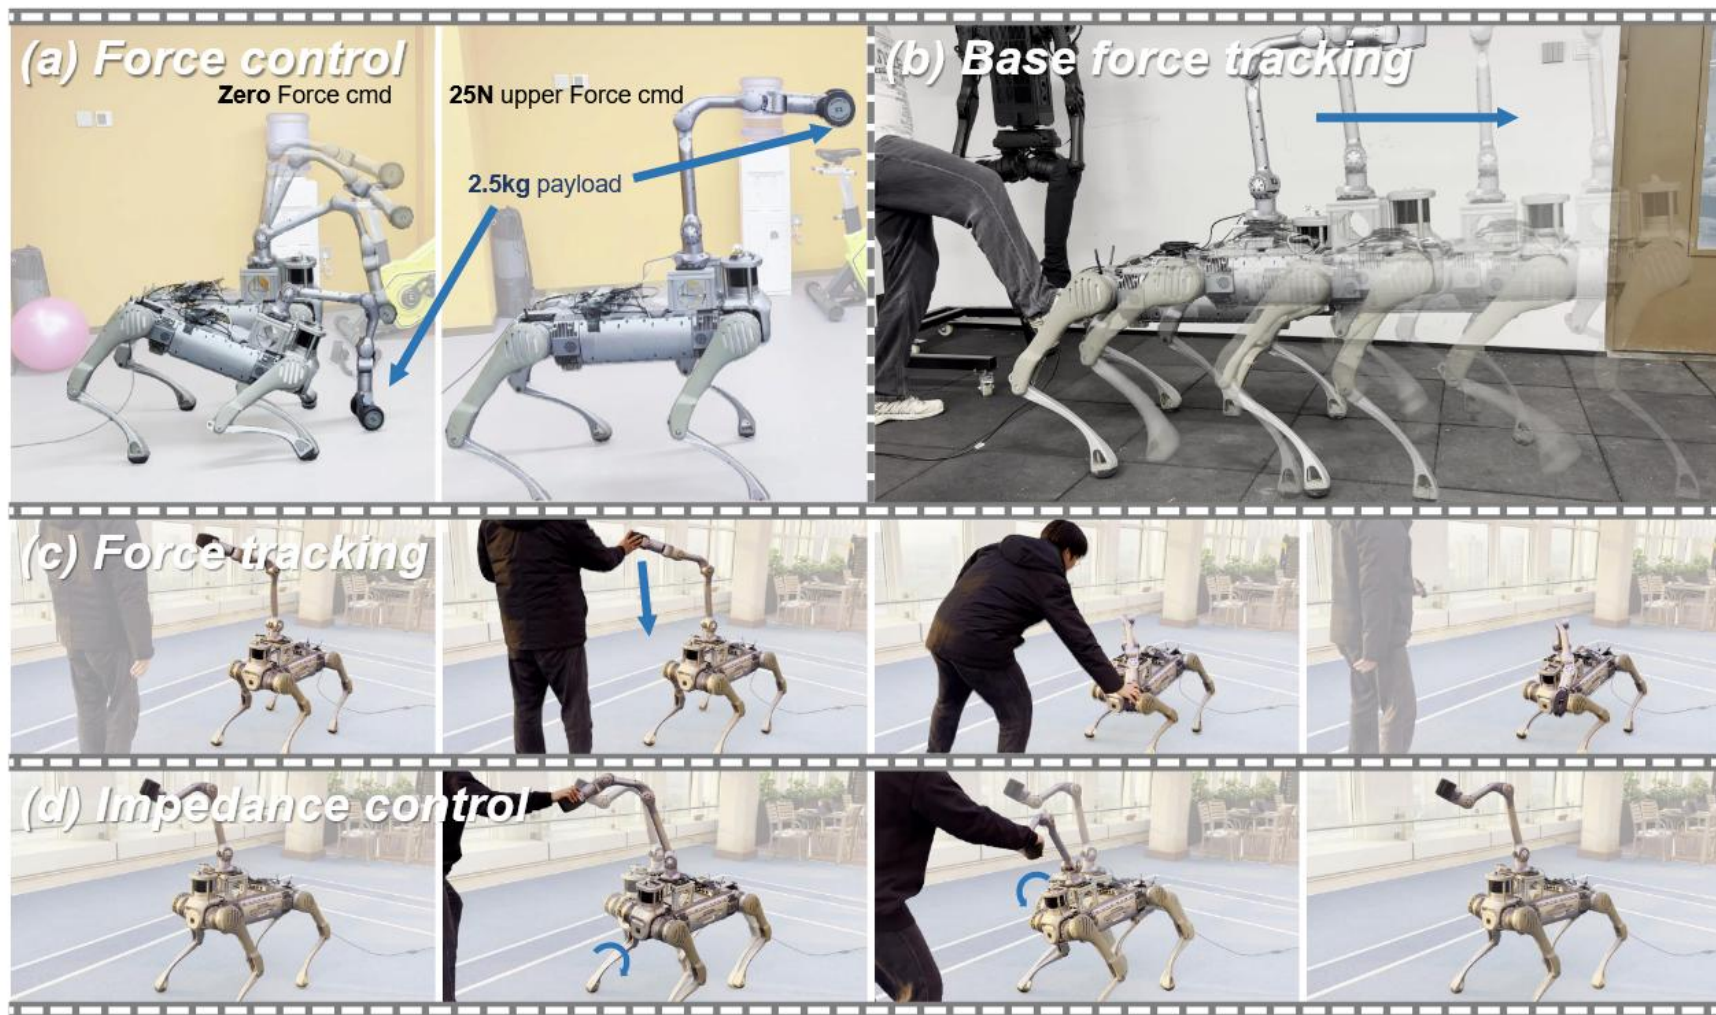 (a) Force control
Zero Force cmd
25N upper Force cmd
2.5kg payload
(b) Base force tracking
(c) Force tracking
(d) Impedance control